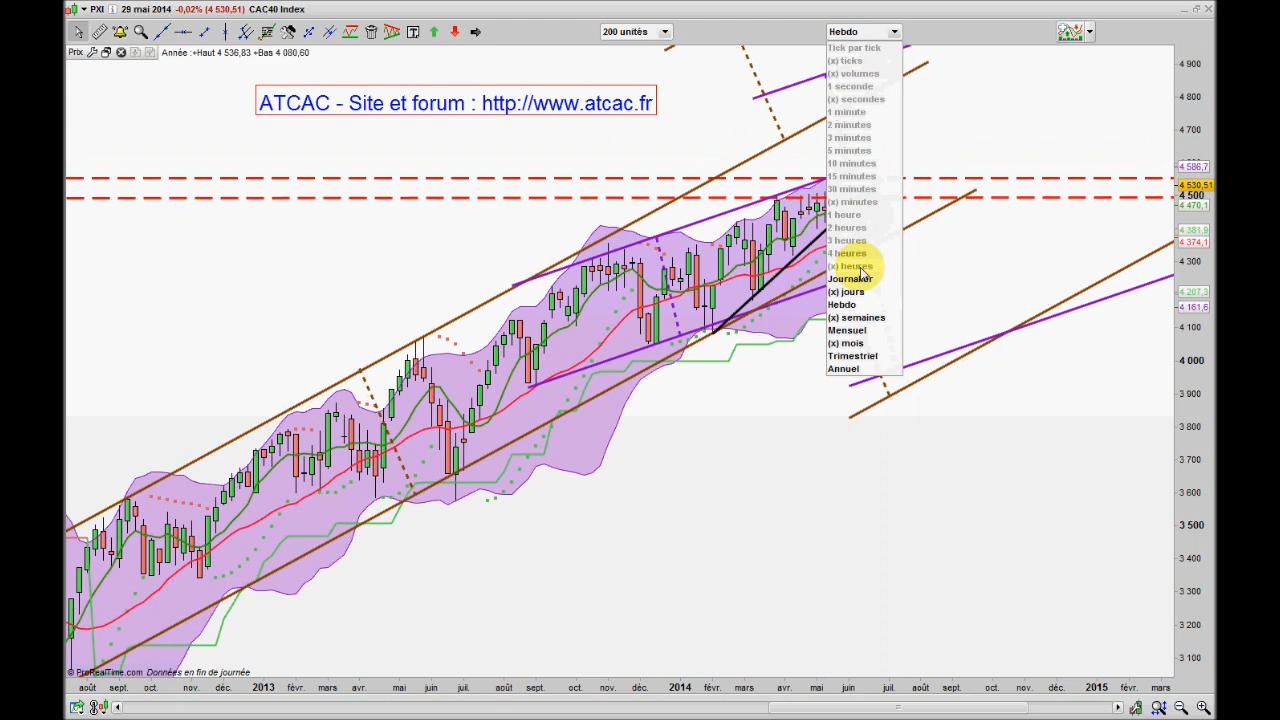 PXI 29 mai 2014 -0,02% (4 530,51) CAC40 Index
200 unités
Hebdo
Prix Année : +Haut 4 536,83 +Bas 4 080,60
ATCAC - Site et forum : http://www.atcac.fr
Tick par tick
(x) ticks
(x) volumes
1 seconde
(x) secondes
1 minute
2 minutes
3 minutes
5 minutes
10 minutes
15 minutes
30 minutes
(x) minutes
1 heure
2 heures
3 heures
4 heures
(x) heures
Journalier
(x) jours
Hebdo
(x) semaines
Mensuel
(x) mois
Trimestriel
Annuel
4 900
4 800
4 700
4 586,7
4 530,51
4 500
4 470,1
4 381,9
4 374,1
4 300
4 207,3
4 161,6
4 100
4 000
3 900
3 800
3 700
3 600
3 500
3 400
3 300
3 200
3 100
© ProRealTime.com Données en fin de journée
août sept. oct. nov. déc. 2013 févr. mars avr. mai juin juil. août sept. oct. nov. déc. 2014 févr. mars avr. mai juin juil. août sept. oct. nov. déc. 2015 févr. mars